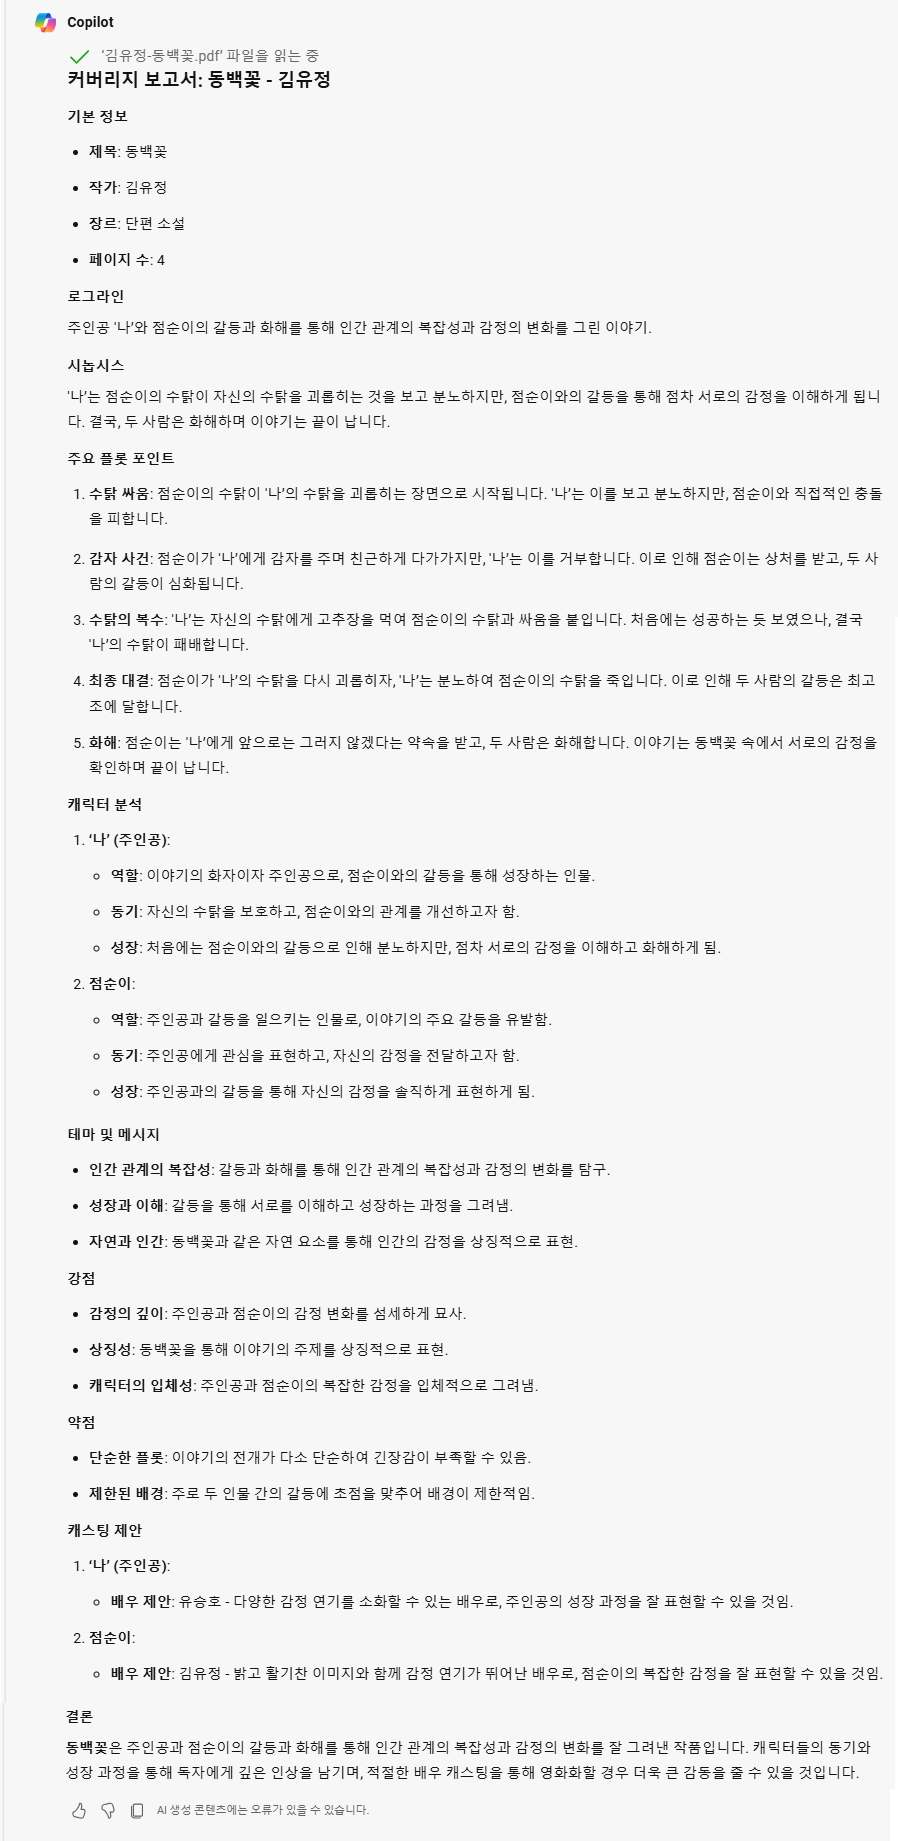 Copilot
‘김유정-동백꽃.pdf’ 파일을 읽는 중
커버리지 보고서: 동백꽃 - 김유정
기본 정보
• 제목: 동백꽃
• 작가: 김유정
• 장르: 단편 소설
• 페이지 수: 4
로그라인
주인공 ‘나’와 점순이의 갈등과 화해를 통해 인간 관계의 복잡성과 감정의 변화를 그린 이야기.
시놉시스
‘나’는 점순이의 수탉이 자신의 수탉을 괴롭히는 것을 보고 분노하지만, 점순이와의 갈등을 통해 점차 서로의 감정을 이해하게 됩니
다. 결국, 두 사람은 화해하며 이야기는 끝이 납니다.
주요 플롯 포인트
1. 수탉 싸움: 점순이의 수탉이 ‘나’의 수탉을 괴롭히는 장면으로 시작됩니다. ‘나’는 이를 보고 분노하지만, 점순이와 직접적인 충돌
을 피합니다.
2. 감자 사건: 점순이가 ‘나’에게 감자를 주며 친근하게 다가가지만, ‘나’는 이를 거부합니다. 이로 인해 점순이는 상처를 받고, 두 사
람의 갈등이 심화됩니다.
3. 수탉의 복수: ‘나’는 자신의 수탉에게 고추장을 먹여 점순이의 수탉과 싸움을 붙입니다. 처음에는 성공하는 듯 보였으나, 결국
‘나’의 수탉이 패배합니다.
4. 최종 대결: 점순이가 ‘나’의 수탉을 다시 괴롭히자, ‘나’는 분노하여 점순이의 수탉을 죽입니다. 이로 인해 두 사람의 갈등은 최고
조에 달합니다.
5. 화해: 점순이는 ‘나’에게 앞으로는 그러지 않겠다는 약속을 받고, 두 사람은 화해합니다. 이야기는 동백꽃 속에서 서로의 감정을
확인하며 끝이 납니다.
캐릭터 분석
1. ‘나’ (주인공):
◦ 역할: 이야기의 화자이자 주인공으로, 점순이와의 갈등을 통해 성장하는 인물.
◦ 동기: 자신의 수탉을 보호하고, 점순이와의 관계를 개선하고자 함.
◦ 성장: 처음에는 점순이와의 갈등으로 인해 분노하지만, 점차 서로의 감정을 이해하고 화해하게 됨.
2. 점순이:
◦ 역할: 주인공과 갈등을 일으키는 인물로, 이야기의 주요 갈등을 유발함.
◦ 동기: 주인공에게 관심을 표현하고, 자신의 감정을 전달하고자 함.
◦ 성장: 주인공과의 갈등을 통해 자신의 감정을 솔직하게 표현하게 됨.
테마 및 메시지
• 인간 관계의 복잡성: 갈등과 화해를 통해 인간 관계의 복잡성과 감정의 변화를 탐구.
• 성장과 이해: 갈등을 통해 서로를 이해하고 성장하는 과정을 그려냄.
• 자연과 인간: 동백꽃과 같은 자연 요소를 통해 인간의 감정을 상징적으로 표현.
강점
• 감정의 깊이: 주인공과 점순이의 감정 변화를 섬세하게 묘사.
• 상징성: 동백꽃을 통해 이야기의 주제를 상징적으로 표현.
• 캐릭터의 입체성: 주인공과 점순이의 복잡한 감정을 입체적으로 그려냄.
약점
• 단순한 플롯: 이야기의 전개가 다소 단순하여 긴장감이 부족할 수 있음.
• 제한된 배경: 주로 두 인물 간의 갈등에 초점을 맞추어 배경이 제한적임.
캐스팅 제안
1. ‘나’ (주인공):
◦ 배우 제안: 유승호 - 다양한 감정 연기를 소화할 수 있는 배우로, 주인공의 성장 과정을 잘 표현할 수 있을 것임.
2. 점순이:
◦ 배우 제안: 김유정 - 밝고 활기찬 이미지와 함께 감정 연기가 뛰어난 배우로, 점순이의 복잡한 감정을 잘 표현할 수 있을 것임.
결론
동백꽃은 주인공과 점순이의 갈등과 화해를 통해 인간 관계의 복잡성과 감정의 변화를 잘 그려낸 작품입니다. 캐릭터들의 동기와
성장 과정을 통해 독자에게 깊은 인상을 남기며, 적절한 배우 캐스팅을 통해 영화화할 경우 더욱 큰 감동을 줄 수 있을 것입니다.
AI 생성 콘텐츠에는 오류가 있을 수 있습니다.